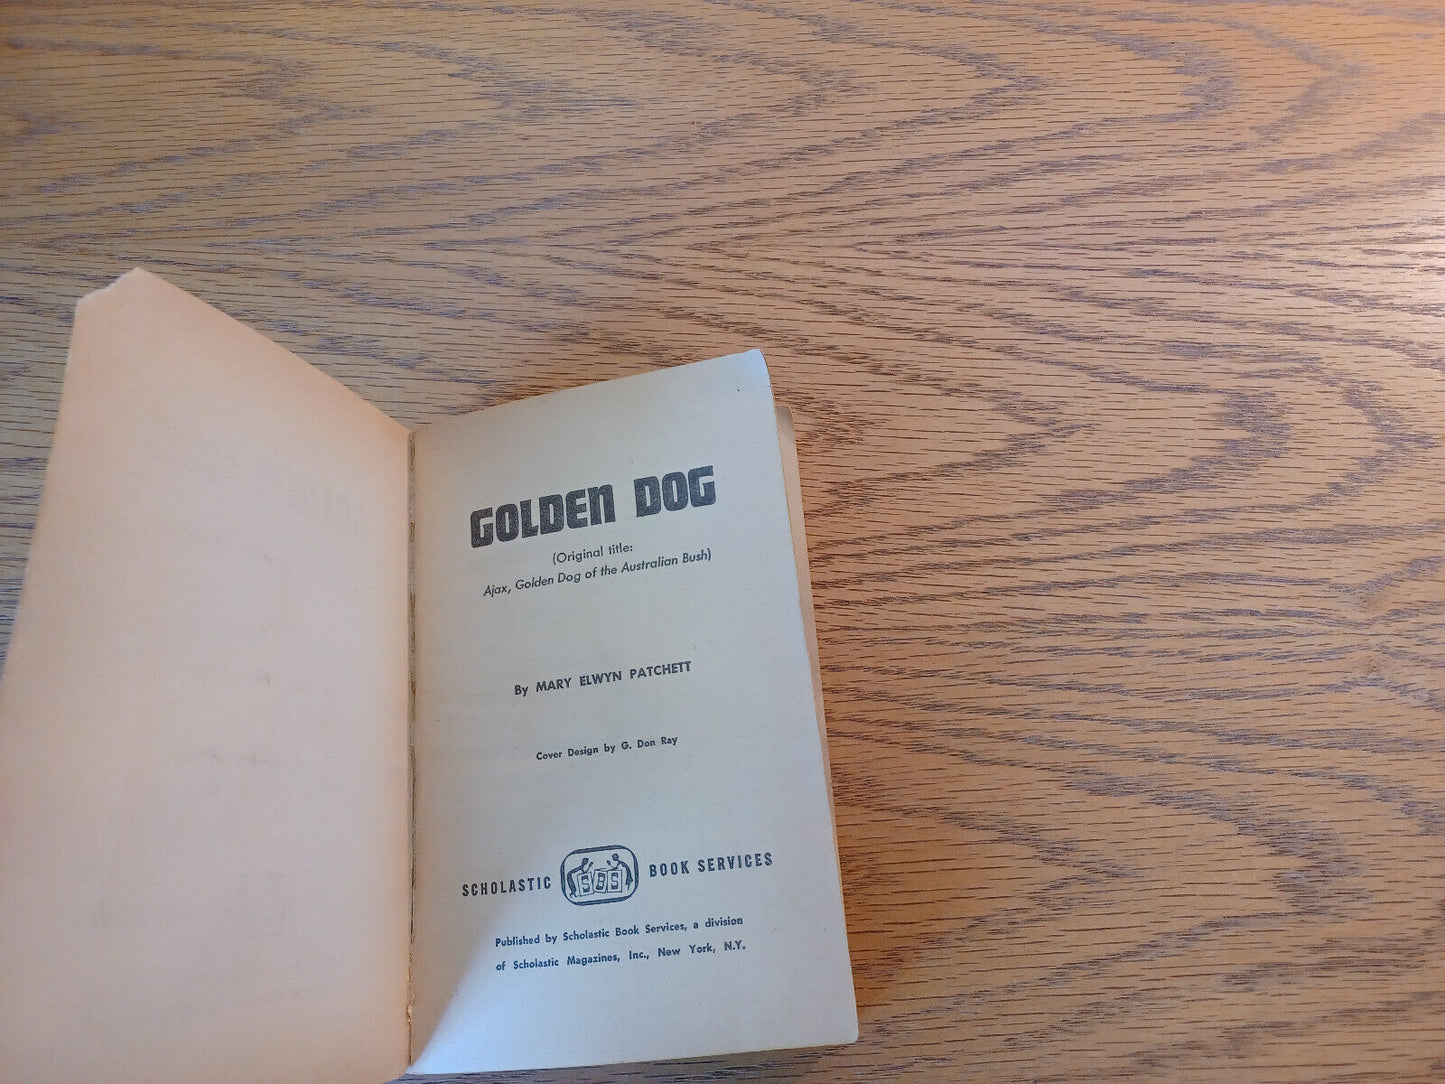 GOLDEN DOG
(Original title:
Ajax, Golden Dog of the Australian Bush)
By MARY ELWYN PATCHETT
Cover Design by G. Don Ray
SCHOLASTIC SBS BOOK SERVICES
Published by Scholastic Book Services, a division
of Scholastic Magazines, Inc., New York, N.Y.